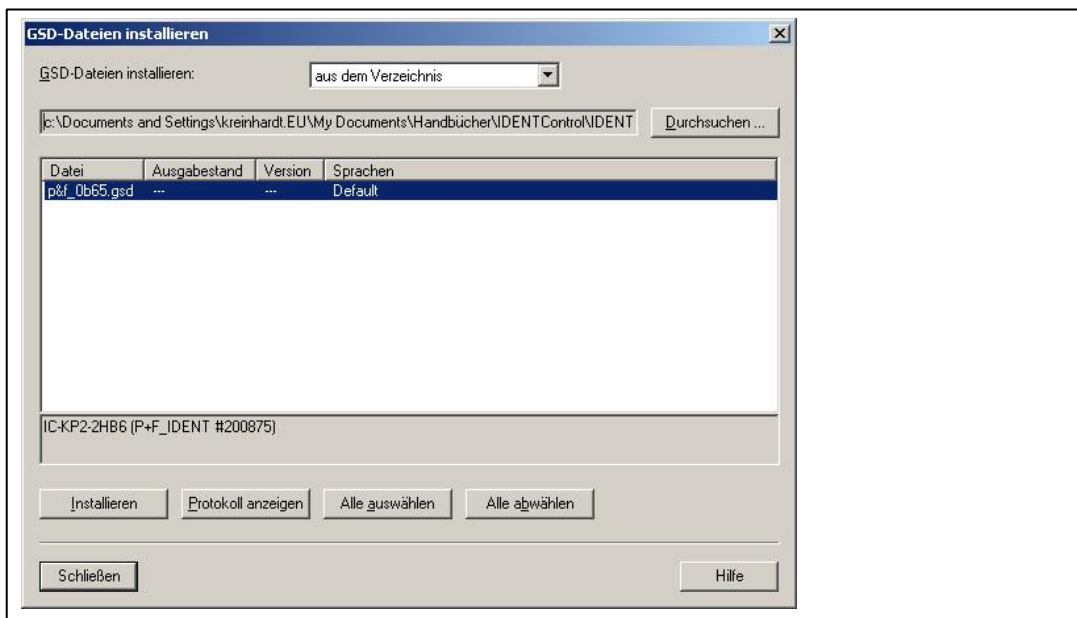 GSD-Dateien installieren
GSD-Dateien installieren: aus dem Verzeichnis
c:\Documents and Settings\kreinhardt.EU\My Documents\Handbücher\IDENTControl\IDENT Durchsuchen ...
Datei Ausgabestand Version Sprachen
p&f_0b65.gsd --- --- Default
IC-KP2-2HB6 (P+F_IDENT #200875)
Installieren Protokoll anzeigen Alle auswählen Alle abwählen
Schließen Hilfe